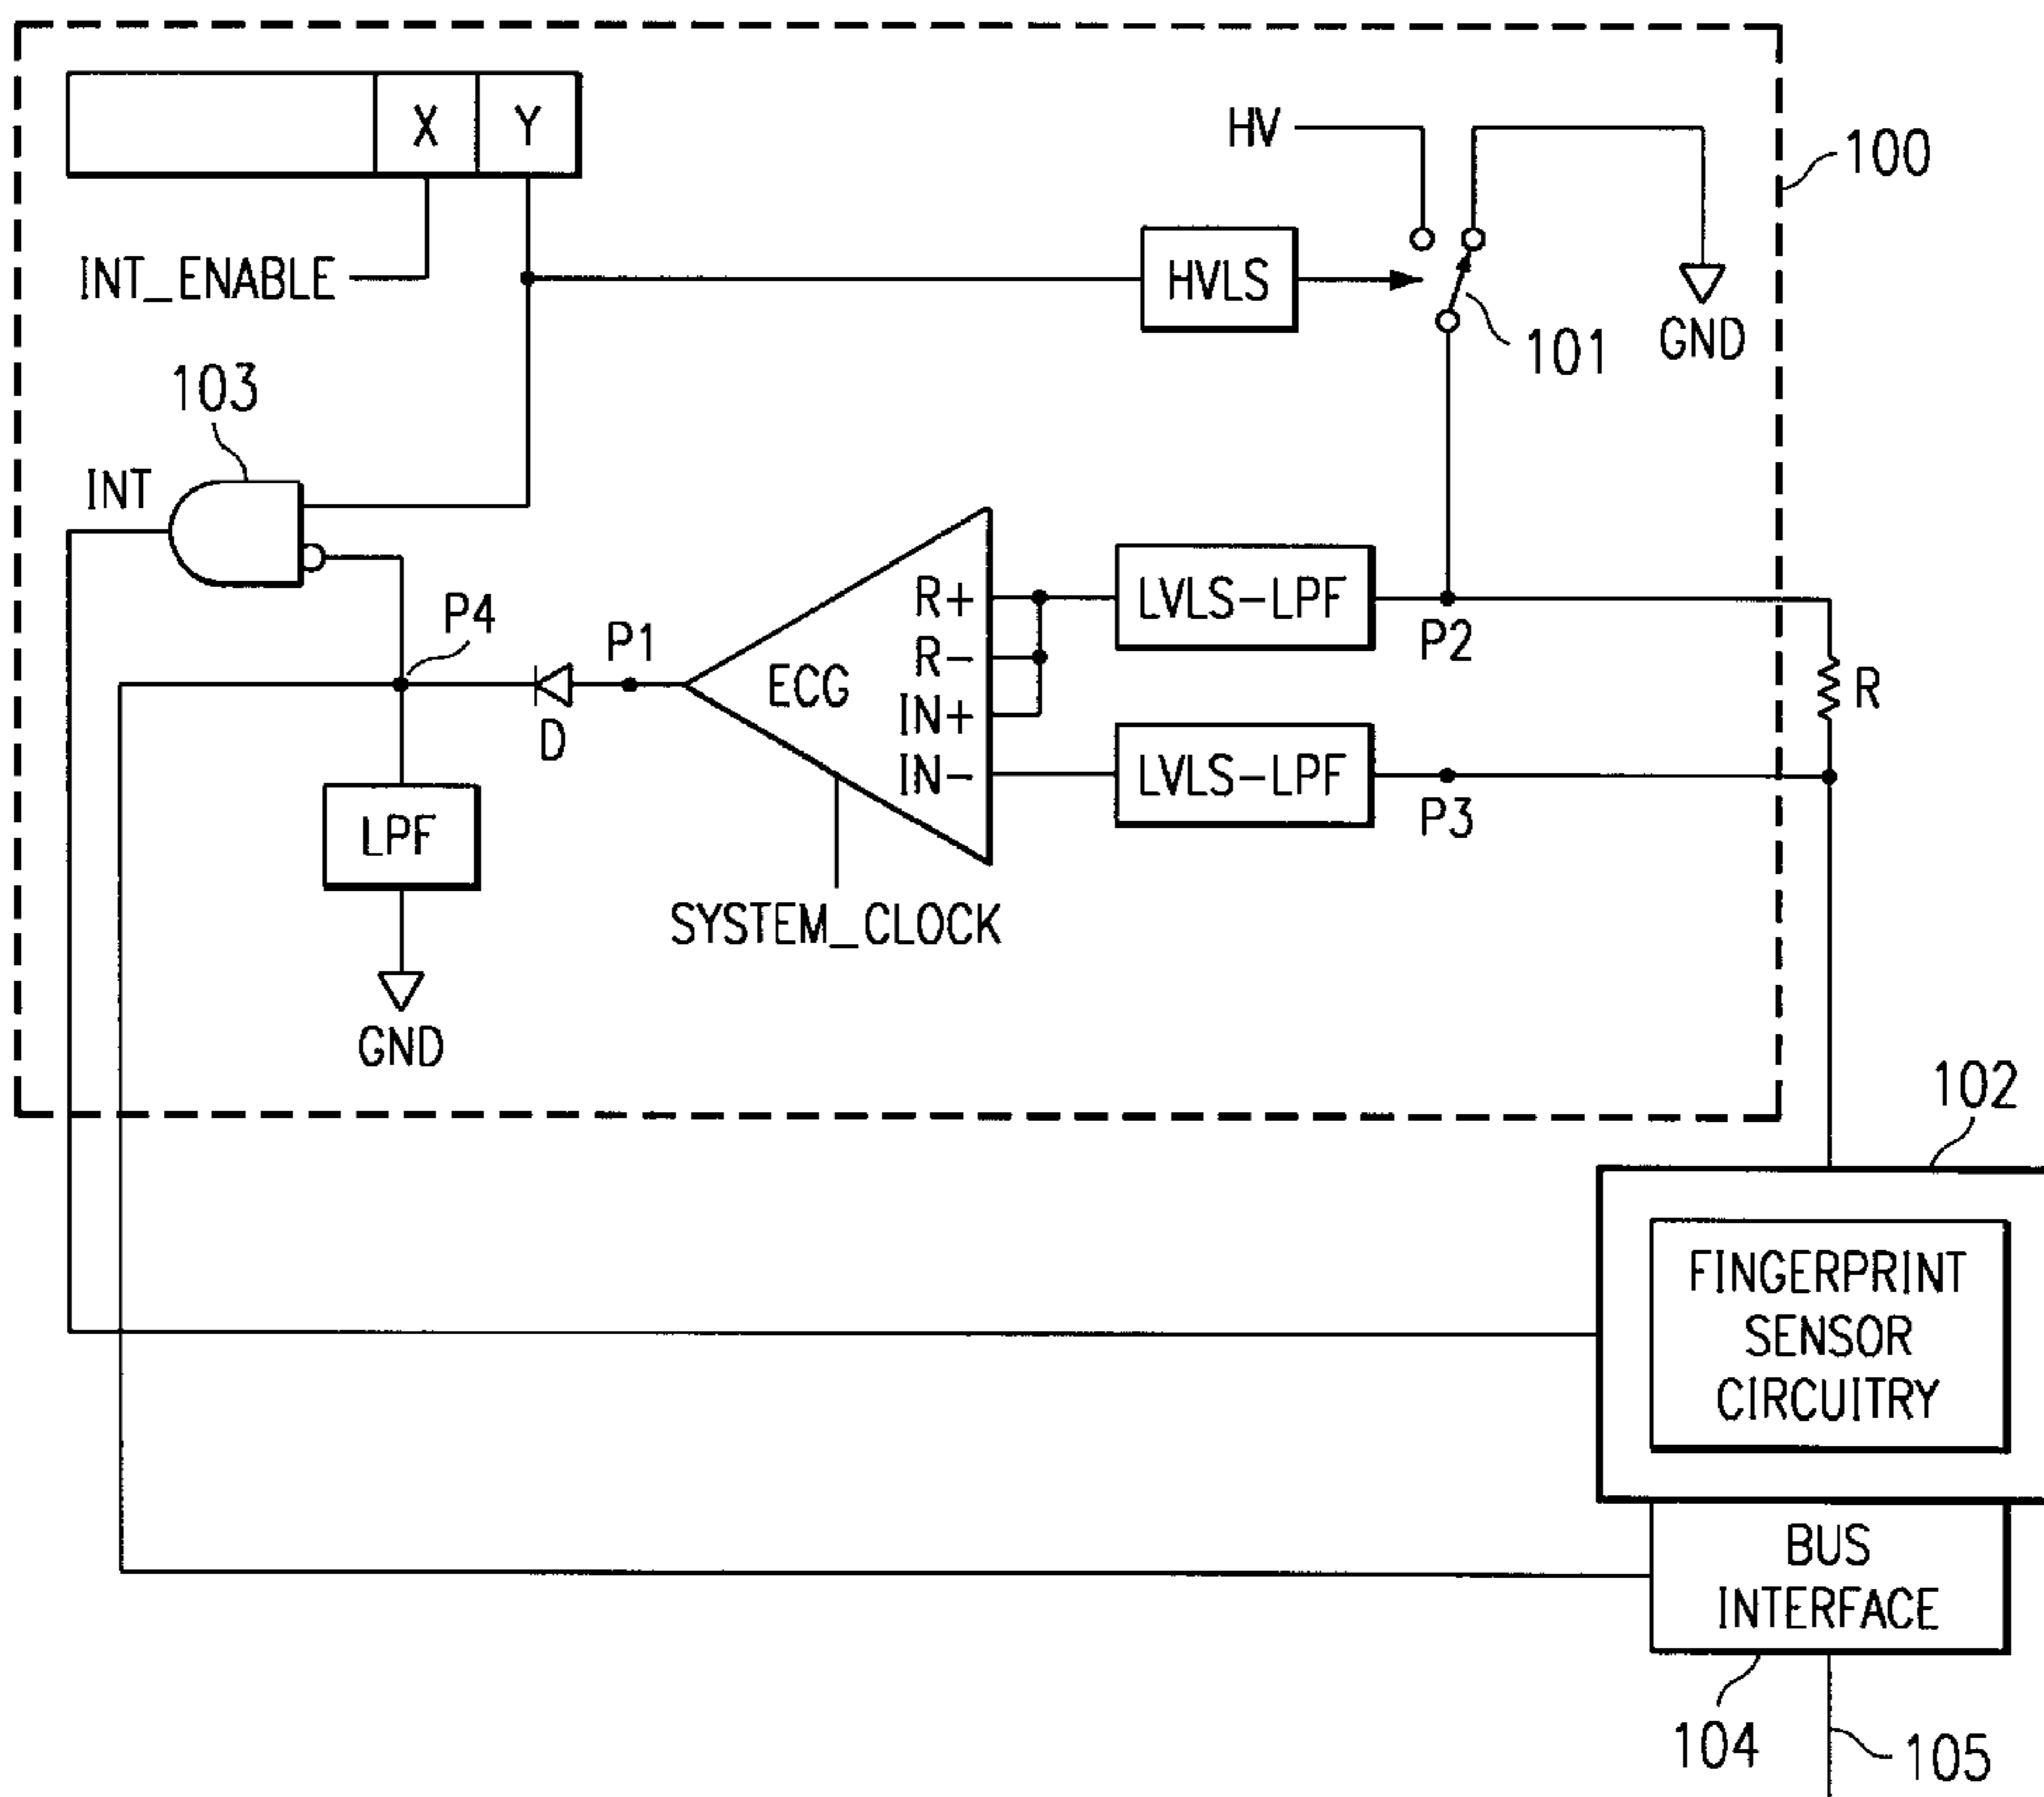 X Y
HV
100
INT_ENABLE
HVLS
101
GND
103
INT
P4
P1
ECG
R+
R-
IN+
IN-
LVLS-LPF
P2
R
D
LVLS-LPF
P3
LPF
SYSTEM_CLOCK
GND
102
FINGERPRINT
SENSOR
CIRCUITRY
BUS
INTERFACE
104
105